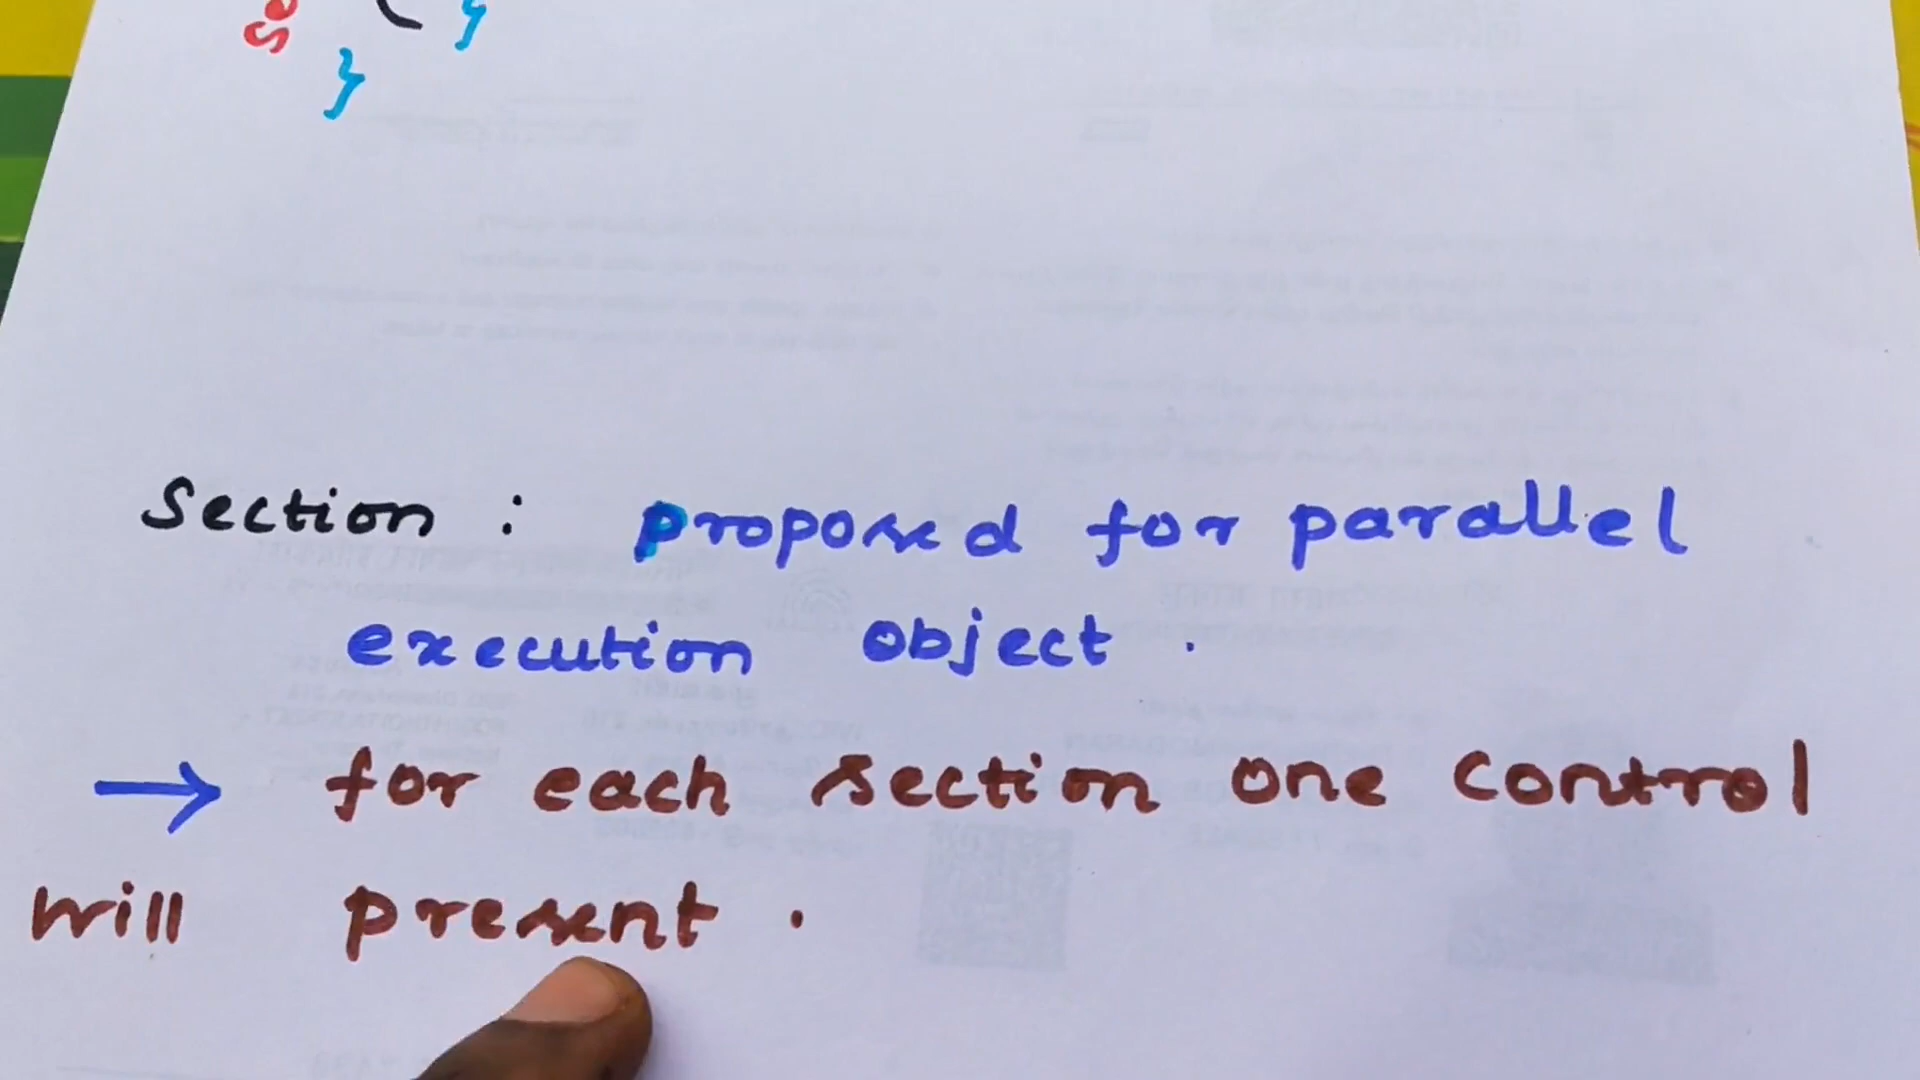 }
}
Section : proposed for parallel
execution object .
→ for each section one control
will present .